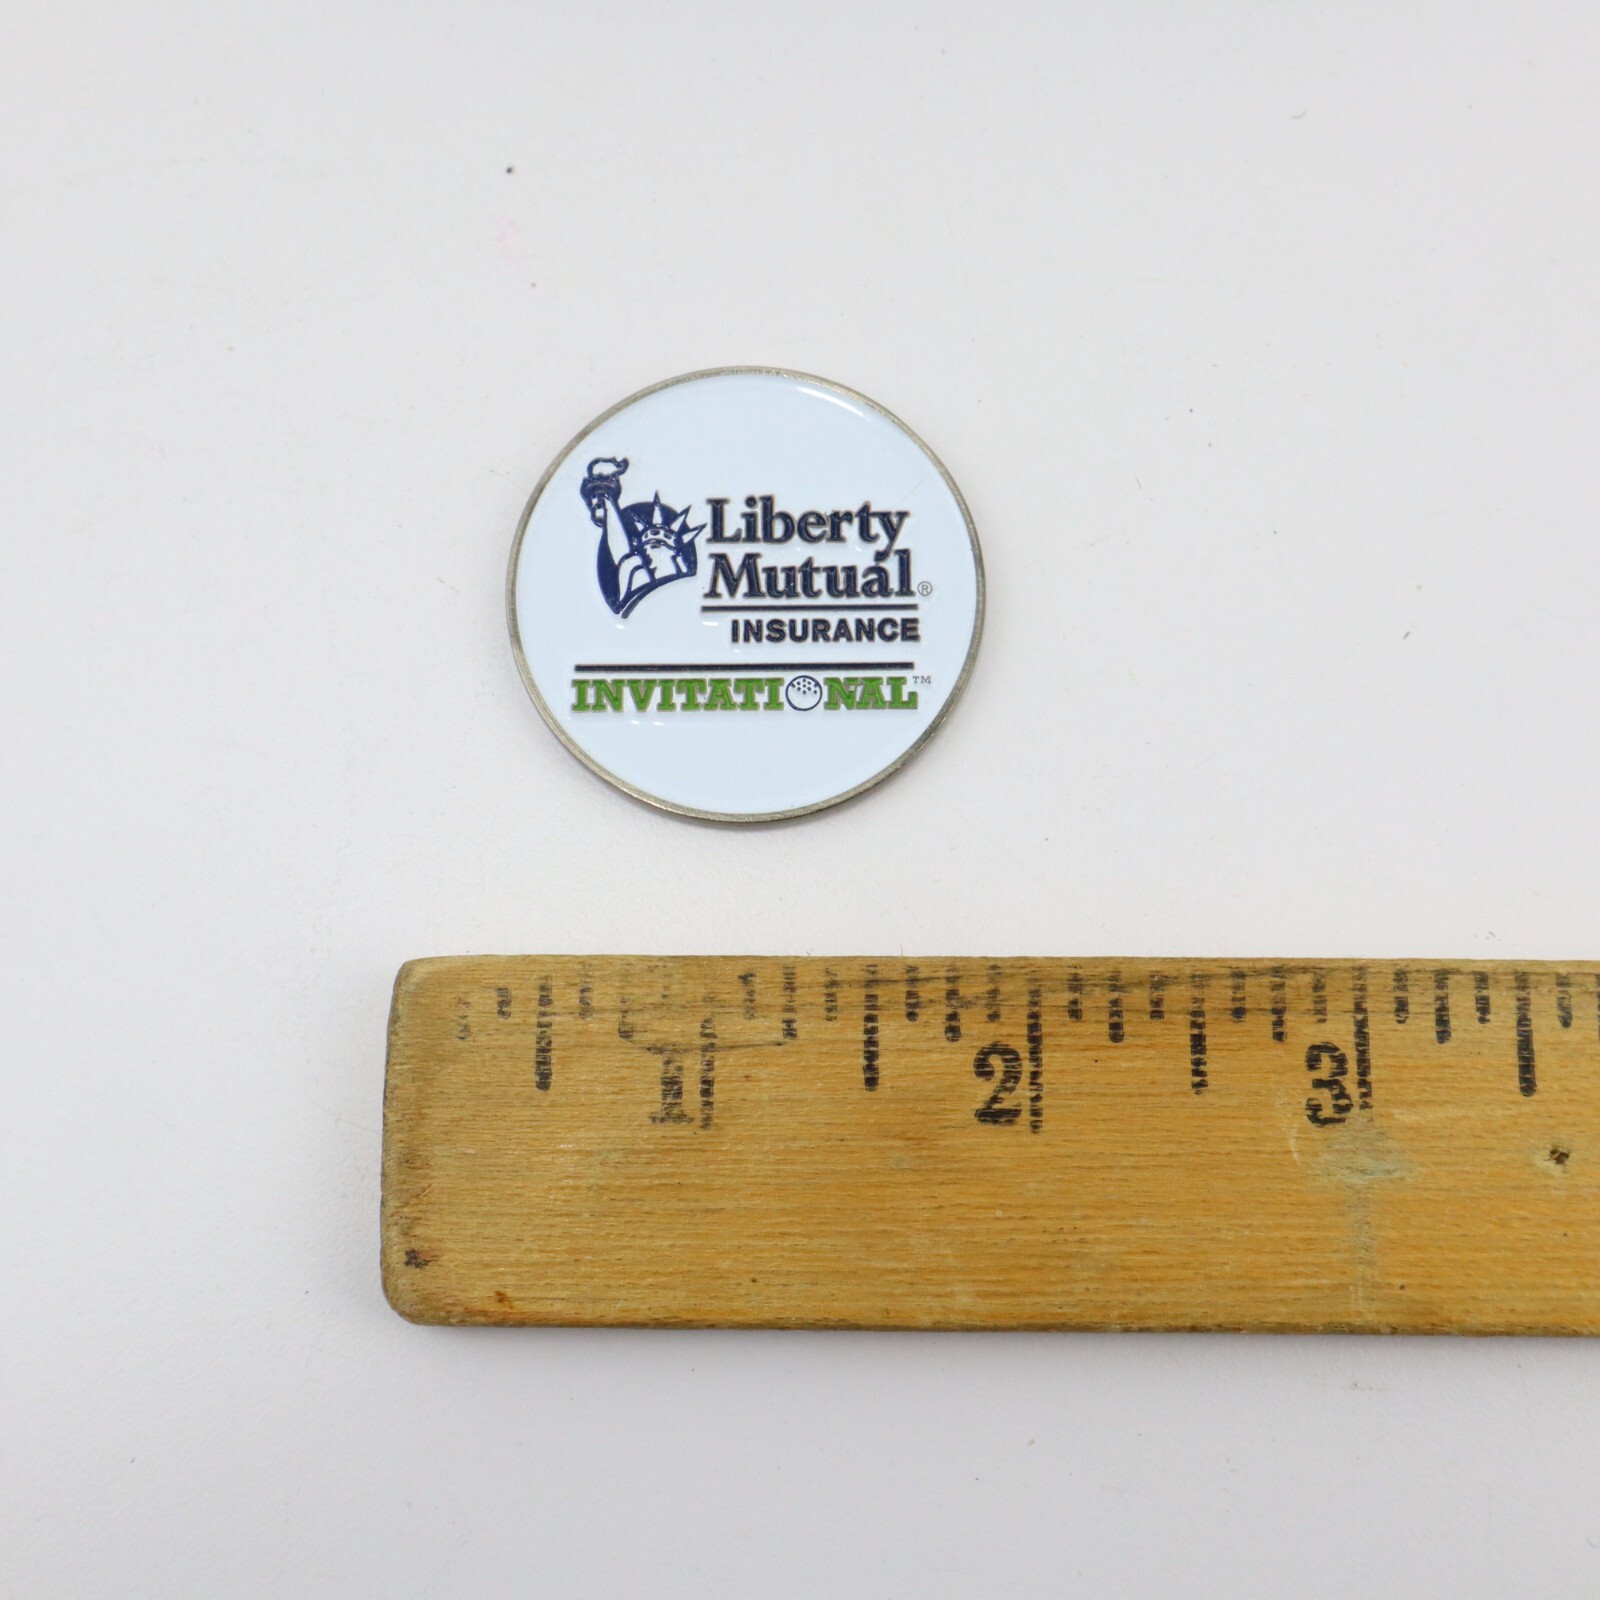 Liberty
Mutual®
INSURANCE
INVITATIONAL™
1 2 3